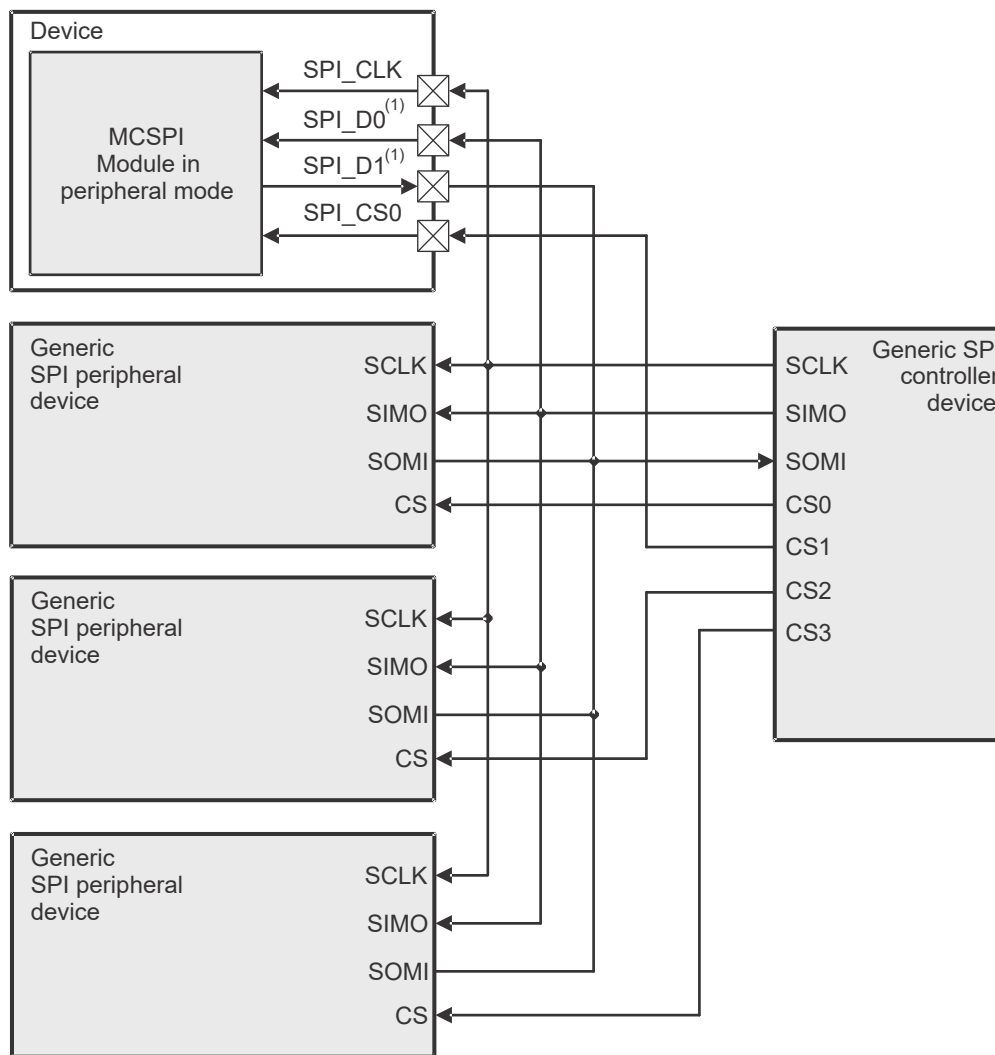 Device
MCSPI
Module in
peripheral mode
SPI_CLK
SPI_D0(1)
SPI_D1(1)
SPI_CS0
Generic
SPI peripheral
device
SCLK
SIMO
SOMI
CS
Generic
SPI peripheral
device
SCLK
SIMO
SOMI
CS
Generic
SPI peripheral
device
SCLK
SIMO
SOMI
CS
Generic SP
controller
device
SCLK
SIMO
SOMI
CS0
CS1
CS2
CS3